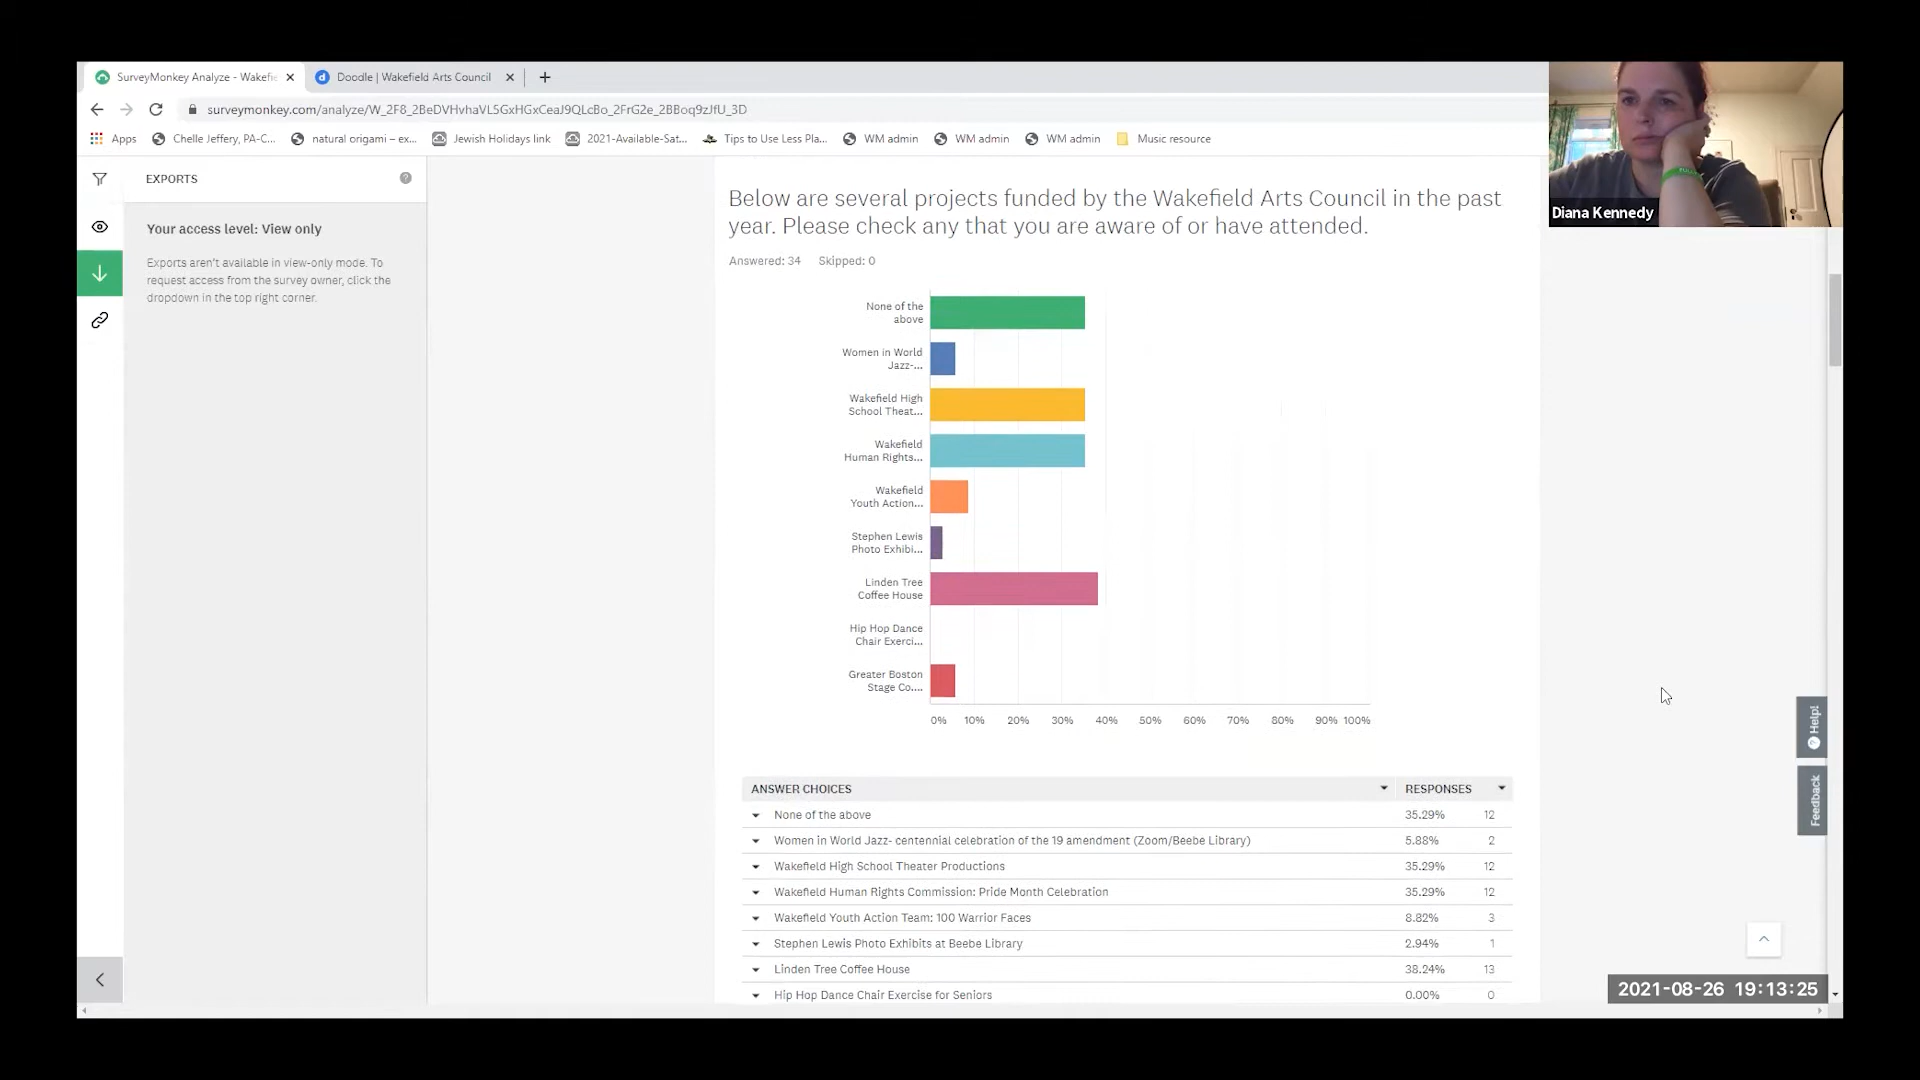 SurveyMonkey Analyze - Wakefie
Doodle | Wakefield Arts Council
surveymonkey.com/analyze/W_2F8_2BeDVHvhaVL5GxHGxCeaJ9QLcBo_2FrG2e_2BBoq9zJfU_3D
Apps Chelle Jeffery, PA-C... natural origami – ex... Jewish Holidays link 2021-Available-Sat... Tips to Use Less Pla... WM admin WM admin WM admin Music resource
Diana Kennedy
EXPORTS
Your access level: View only
Exports aren't available in view-only mode. To
request access from the survey owner, click the
dropdown in the top right corner.
Below are several projects funded by the Wakefield Arts Council in the past
year. Please check any that you are aware of or have attended.
Answered: 34 Skipped: 0
None of the
above
Women in World
Jazz-...
Wakefield High
School Theat...
Wakefield
Human Rights...
Wakefield
Youth Action...
Stephen Lewis
Photo Exhibi...
Linden Tree
Coffee House
Hip Hop Dance
Chair Exerci...
Greater Boston
Stage Co....
0% 10% 20% 30% 40% 50% 60% 70% 80% 90% 100%
ANSWER CHOICES RESPONSES
None of the above 35.29% 12
Women in World Jazz- centennial celebration of the 19 amendment (Zoom/Beebe Library) 5.88% 2
Wakefield High School Theater Productions 35.29% 12
Wakefield Human Rights Commission: Pride Month Celebration 35.29% 12
Wakefield Youth Action Team: 100 Warrior Faces 8.82% 3
Stephen Lewis Photo Exhibits at Beebe Library 2.94% 1
Linden Tree Coffee House 38.24% 13
Hip Hop Dance Chair Exercise for Seniors 0.00% 0
Help!
Feedback
2021-08-26 19:13:25